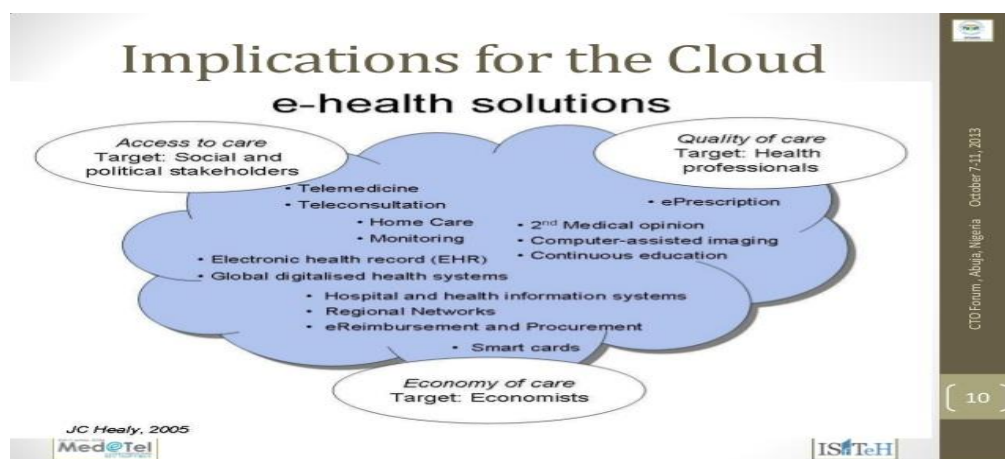 Implications for the Cloud
e-health solutions
Access to care
Target: Social and
political stakeholders
Quality of care
Target: Health
professionals
• Telemedicine
• Teleconsultation
• Home Care
• Monitoring
• Electronic health record (EHR)
• Global digitalised health systems
• ePrescription
• 2nd Medical opinion
• Computer-assisted imaging
• Continuous education
• Hospital and health information systems
• Regional Networks
• eReimbursement and Procurement
• Smart cards
Economy of care
Target: Economists
JC Healy, 2005
Med@Tel
ISfTeH
CTO Forum, Abuja, Nigeria October 7-11, 2013
10